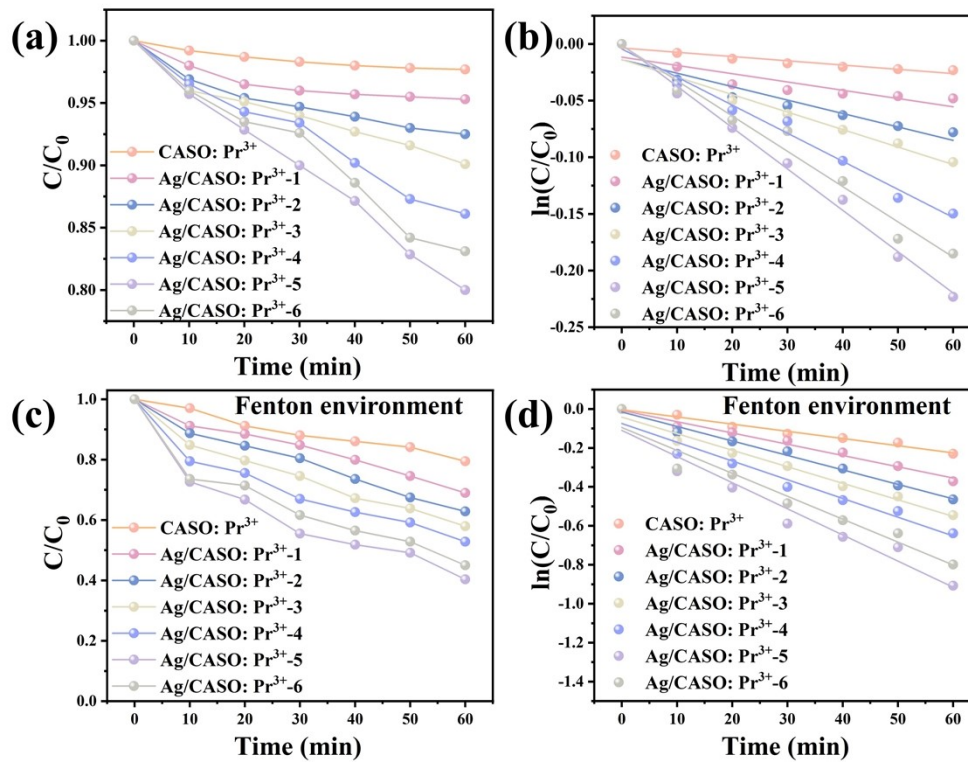 (a)
C/C₀
1.00
0.95
0.90
0.85
0.80
CASO: Pr³⁺
Ag/CASO: Pr³⁺-1
Ag/CASO: Pr³⁺-2
Ag/CASO: Pr³⁺-3
Ag/CASO: Pr³⁺-4
Ag/CASO: Pr³⁺-5
Ag/CASO: Pr³⁺-6
0 10 20 30 40 50 60
Time (min)
(b)
ln(C/C₀)
0.00
-0.05
-0.10
-0.15
-0.20
-0.25
CASO: Pr³⁺
Ag/CASO: Pr³⁺-1
Ag/CASO: Pr³⁺-2
Ag/CASO: Pr³⁺-3
Ag/CASO: Pr³⁺-4
Ag/CASO: Pr³⁺-5
Ag/CASO: Pr³⁺-6
0 10 20 30 40 50 60
Time (min)
(c)
Fenton environment
C/C₀
1.0
0.8
0.6
0.4
0.2
0.0
CASO: Pr³⁺
Ag/CASO: Pr³⁺-1
Ag/CASO: Pr³⁺-2
Ag/CASO: Pr³⁺-3
Ag/CASO: Pr³⁺-4
Ag/CASO: Pr³⁺-5
Ag/CASO: Pr³⁺-6
0 10 20 30 40 50 60
Time (min)
(d)
Fenton environment
ln(C/C₀)
0.0
-0.2
-0.4
-0.6
-0.8
-1.0
-1.2
-1.4
CASO: Pr³⁺
Ag/CASO: Pr³⁺-1
Ag/CASO: Pr³⁺-2
Ag/CASO: Pr³⁺-3
Ag/CASO: Pr³⁺-4
Ag/CASO: Pr³⁺-5
Ag/CASO: Pr³⁺-6
0 10 20 30 40 50 60
Time (min)